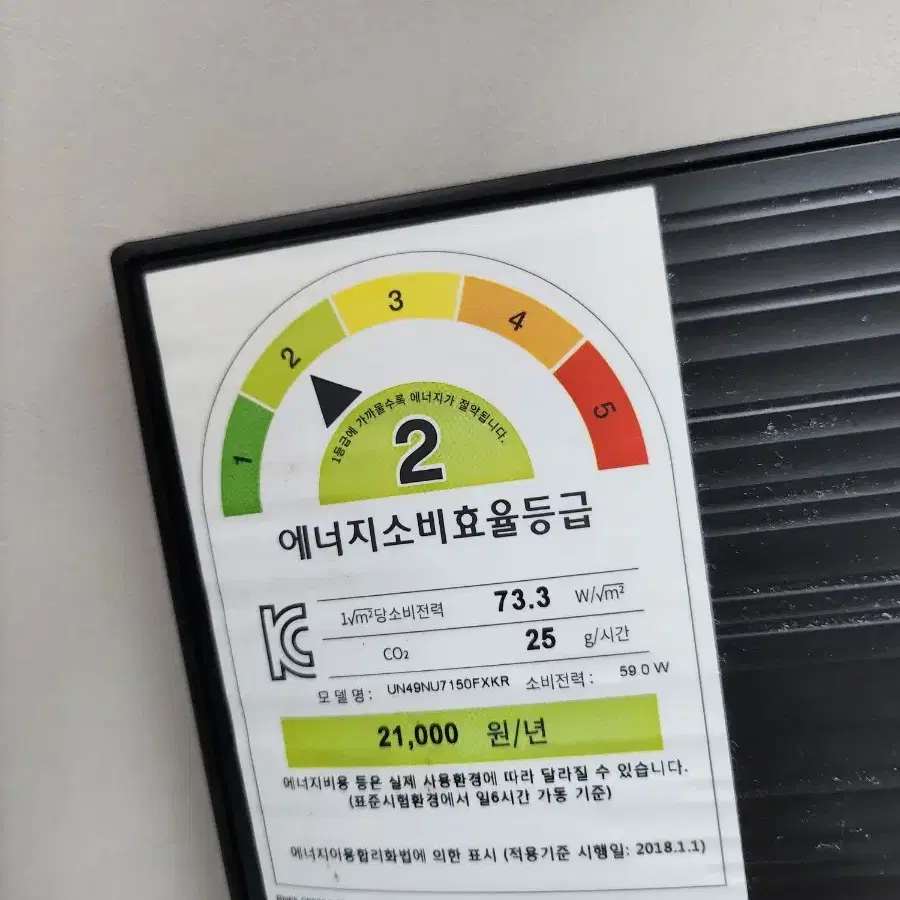 1 2 3 4 5
1등급에 가까울수록 에너지가 절약됩니다.
2
에너지소비효율등급
1√m²당소비전력 73.3 W/√m²
CO₂ 25 g/시간
모델명: UN49NU7150FXKR 소비전력: 59.0 W
21,000 원/년
에너지비용 등은 실제 사용환경에 따라 달라질 수 있습니다.
(표준시험환경에서 일6시간 가동 기준)
에너지이용합리화법에 의한 표시 (적용기준 시행일: 2018.1.1)